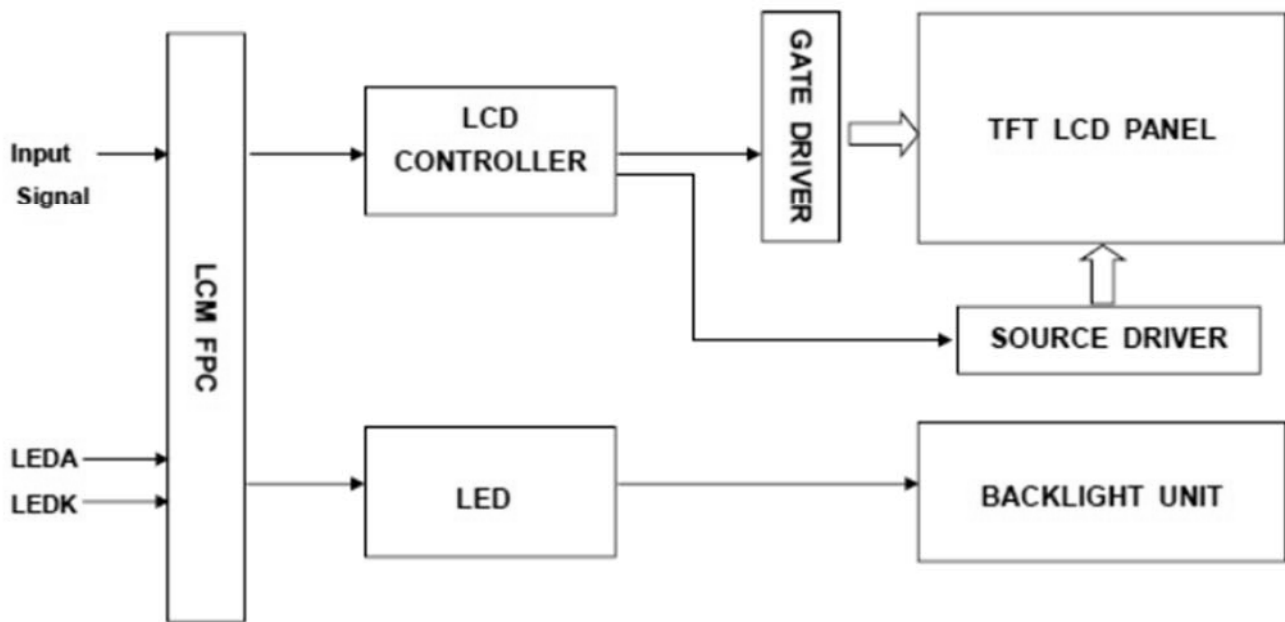 Input
Signal
LEDA
LEDK
LCM FPC
LCD
CONTROLLER
LED
GATE DRIVER
TFT LCD PANEL
SOURCE DRIVER
BACKLIGHT UNIT